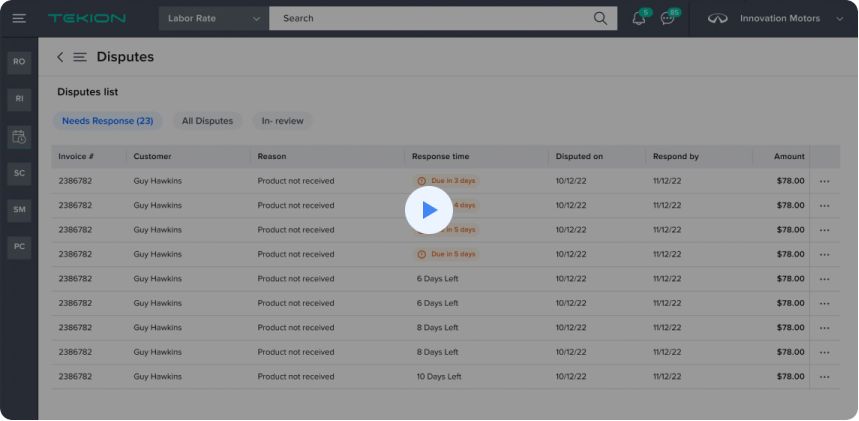 TEKION Labor Rate Search 5 85 Innovation Motors
RO
Disputes
RI
Disputes list
Needs Response (23) All Disputes In- review
Invoice # Customer Reason Response time Disputed on Respond by Amount
SC
2386782 Guy Hawkins Product not received Due in 3 days 10/12/22 11/12/22 $78.00
SM
2386782 Guy Hawkins Product not received 4 days 10/12/22 11/12/22 $78.00
2386782 Guy Hawkins Product not received in 5 days 10/12/22 11/12/22 $78.00
PC
2386782 Guy Hawkins Product not received Due in 5 days 10/12/22 11/12/22 $78.00
2386782 Guy Hawkins Product not received 6 Days Left 10/12/22 11/12/22 $78.00
2386782 Guy Hawkins Product not received 6 Days Left 10/12/22 11/12/22 $78.00
2386782 Guy Hawkins Product not received 8 Days Left 10/12/22 11/12/22 $78.00
2386782 Guy Hawkins Product not received 8 Days Left 10/12/22 11/12/22 $78.00
2386782 Guy Hawkins Product not received 10 Days Left 10/12/22 11/12/22 $78.00